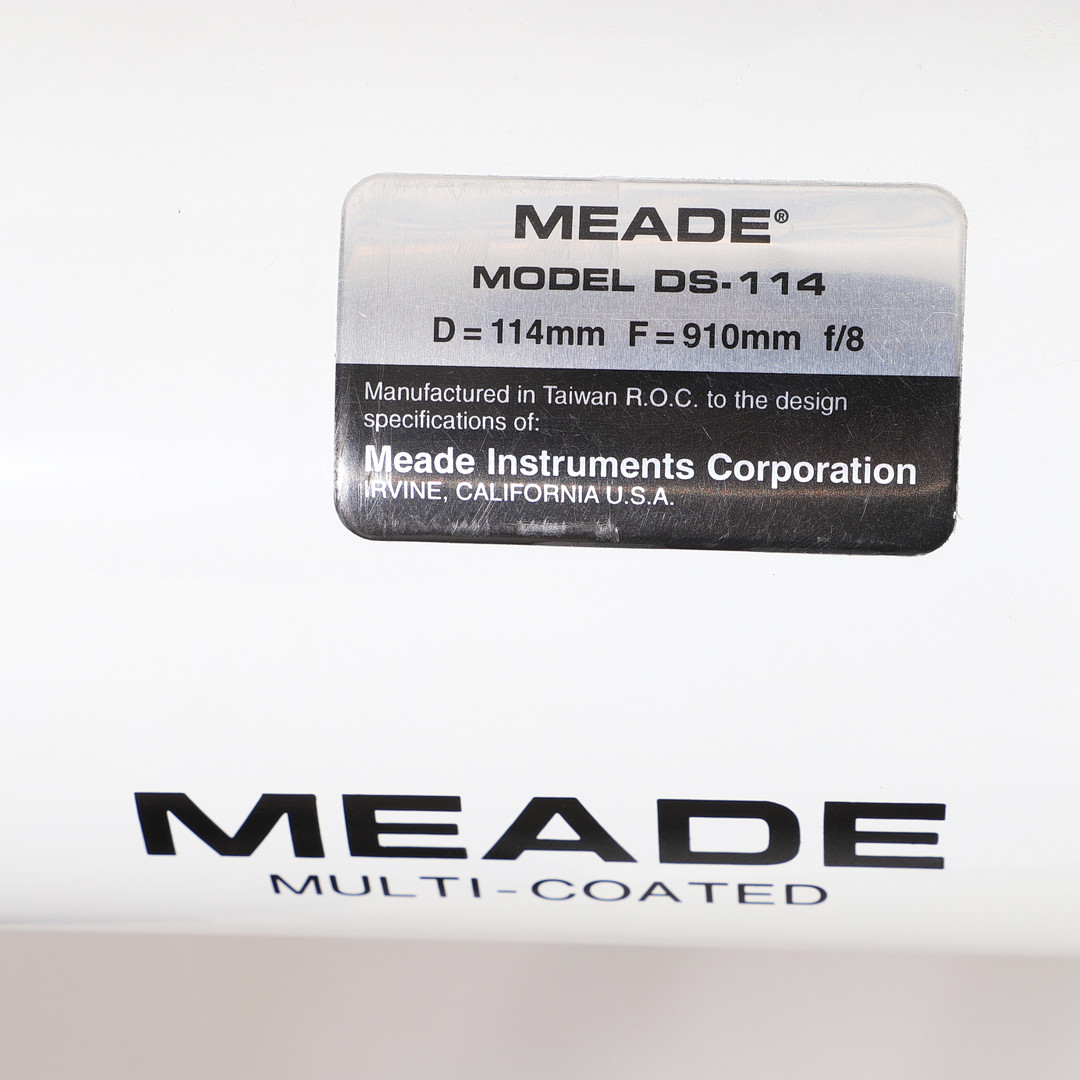 MEADE®
MODEL DS-114
D = 114mm F = 910mm f/8
Manufactured in Taiwan R.O.C. to the design
specifications of:
Meade Instruments Corporation
IRVINE, CALIFORNIA U.S.A.
MEADE
MULTI-COATED